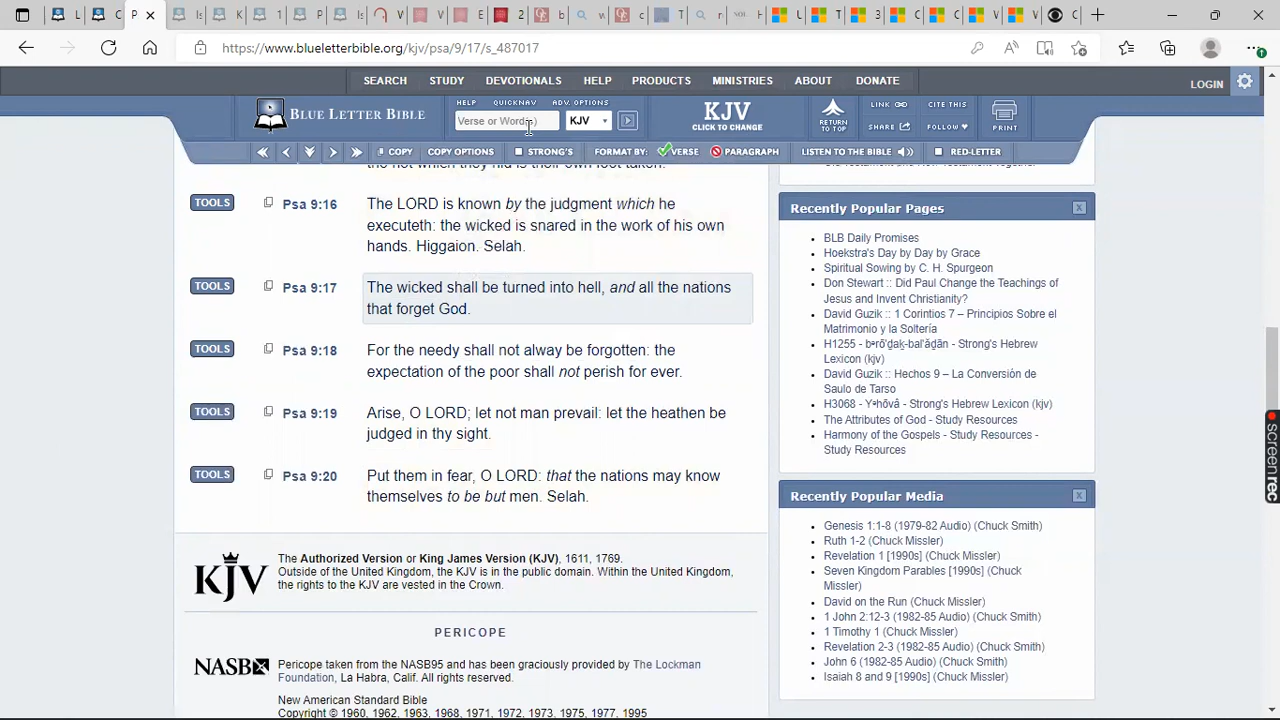 https://www.blueletterbible.org/kjv/psa/9/17/s_487017
SEARCH STUDY DEVOTIONALS HELP PRODUCTS MINISTRIES ABOUT DONATE
LOGIN
BLUE LETTER BIBLE
HELP QUICKNAV ADV. OPTIONS
Verse or Word(s)
KJV
KJV
CLICK TO CHANGE
RETURN
TO TOP
LINK CITE THIS
SHARE FOLLOW
PRINT
COPY COPY OPTIONS STRONG'S FORMAT BY: VERSE PARAGRAPH LISTEN TO THE BIBLE RED-LETTER
TOOLS Psa 9:16 The LORD is known by the judgment which he
executeth: the wicked is snared in the work of his own
hands. Higgaion. Selah.
TOOLS Psa 9:17 The wicked shall be turned into hell, and all the nations
that forget God.
TOOLS Psa 9:18 For the needy shall not alway be forgotten: the
expectation of the poor shall not perish for ever.
TOOLS Psa 9:19 Arise, O LORD; let not man prevail: let the heathen be
judged in thy sight.
TOOLS Psa 9:20 Put them in fear, O LORD: that the nations may know
themselves to be but men. Selah.
KJV
The Authorized Version or King James Version (KJV), 1611, 1769.
Outside of the United Kingdom, the KJV is in the public domain. Within the United Kingdom,
the rights to the KJV are vested in the Crown.
PERICOPE
NASB
Pericope taken from the NASB95 and has been graciously provided by The Lockman
Foundation, La Habra, Calif. All rights reserved.
New American Standard Bible
Copyright © 1960, 1962, 1963, 1968, 1971, 1972, 1973, 1975, 1977, 1995
Recently Popular Pages
BLB Daily Promises
Hoekstra's Day by Day by Grace
Spiritual Sowing by C. H. Spurgeon
Don Stewart :: Did Paul Change the Teachings of
Jesus and Invent Christianity?
David Guzik :: 1 Corintios 7 – Principios Sobre el
Matrimonio y la Soltería
H1255 - bᵊrō'ḏaḵ-bal'ăḏān - Strong's Hebrew
Lexicon (kjv)
David Guzik :: Hechos 9 – La Conversión de
Saulo de Tarso
H3068 - Yᵊhōvâ - Strong's Hebrew Lexicon (kjv)
The Attributes of God - Study Resources
Harmony of the Gospels - Study Resources -
Study Resources
Recently Popular Media
Genesis 1:1-8 (1979-82 Audio) (Chuck Smith)
Ruth 1-2 (Chuck Missler)
Revelation 1 [1990s] (Chuck Missler)
Seven Kingdom Parables [1990s] (Chuck
Missler)
David on the Run (Chuck Missler)
1 John 2:12-3 (1982-85 Audio) (Chuck Smith)
1 Timothy 1 (Chuck Missler)
Revelation 2-3 (1982-85 Audio) (Chuck Smith)
John 6 (1982-85 Audio) (Chuck Smith)
Isaiah 8 and 9 [1990s] (Chuck Missler)
screenrec